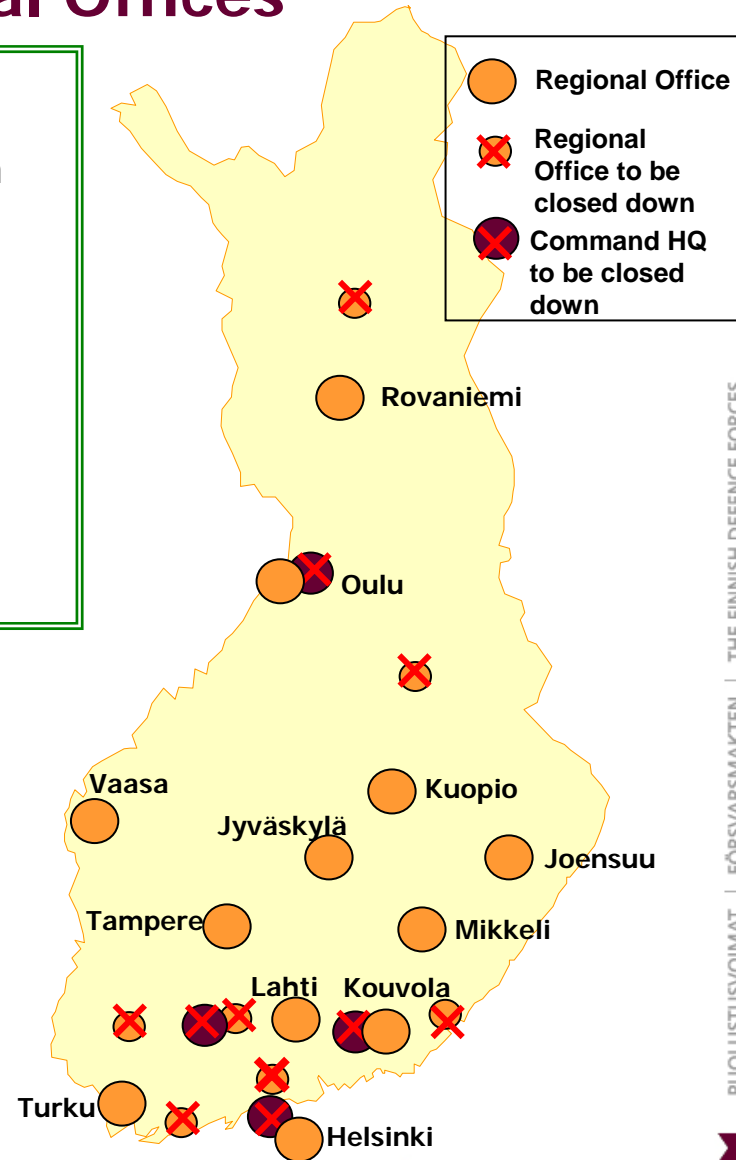 al Offices
Regional Office
Regional
Office to be
closed down
Command HQ
to be closed
down
Rovaniemi
Oulu
Vaasa
Kuopio
Jyväskylä
Joensuu
Tampere
Mikkeli
Lahti
Kouvola
Turku
Helsinki
PUOLUSTUSVOIMAT | FÖRSVARSMAKTEN | THE FINNISH DEFENCE FORCES